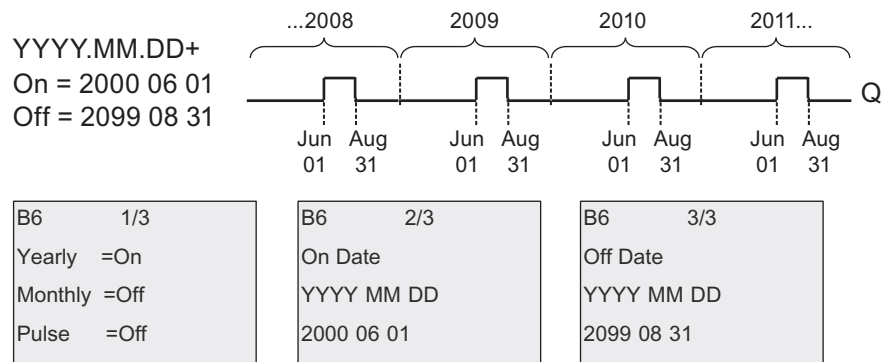 YYYY.MM.DD+
On = 2000 06 01
Off = 2099 08 31
...2008 2009 2010 2011...
Q
Jun Aug Jun Aug Jun Aug Jun Aug
01 31 01 31 01 31 01 31
B6 1/3
Yearly =On
Monthly =Off
Pulse =Off
B6 2/3
On Date
YYYY MM DD
2000 06 01
B6 3/3
Off Date
YYYY MM DD
2099 08 31